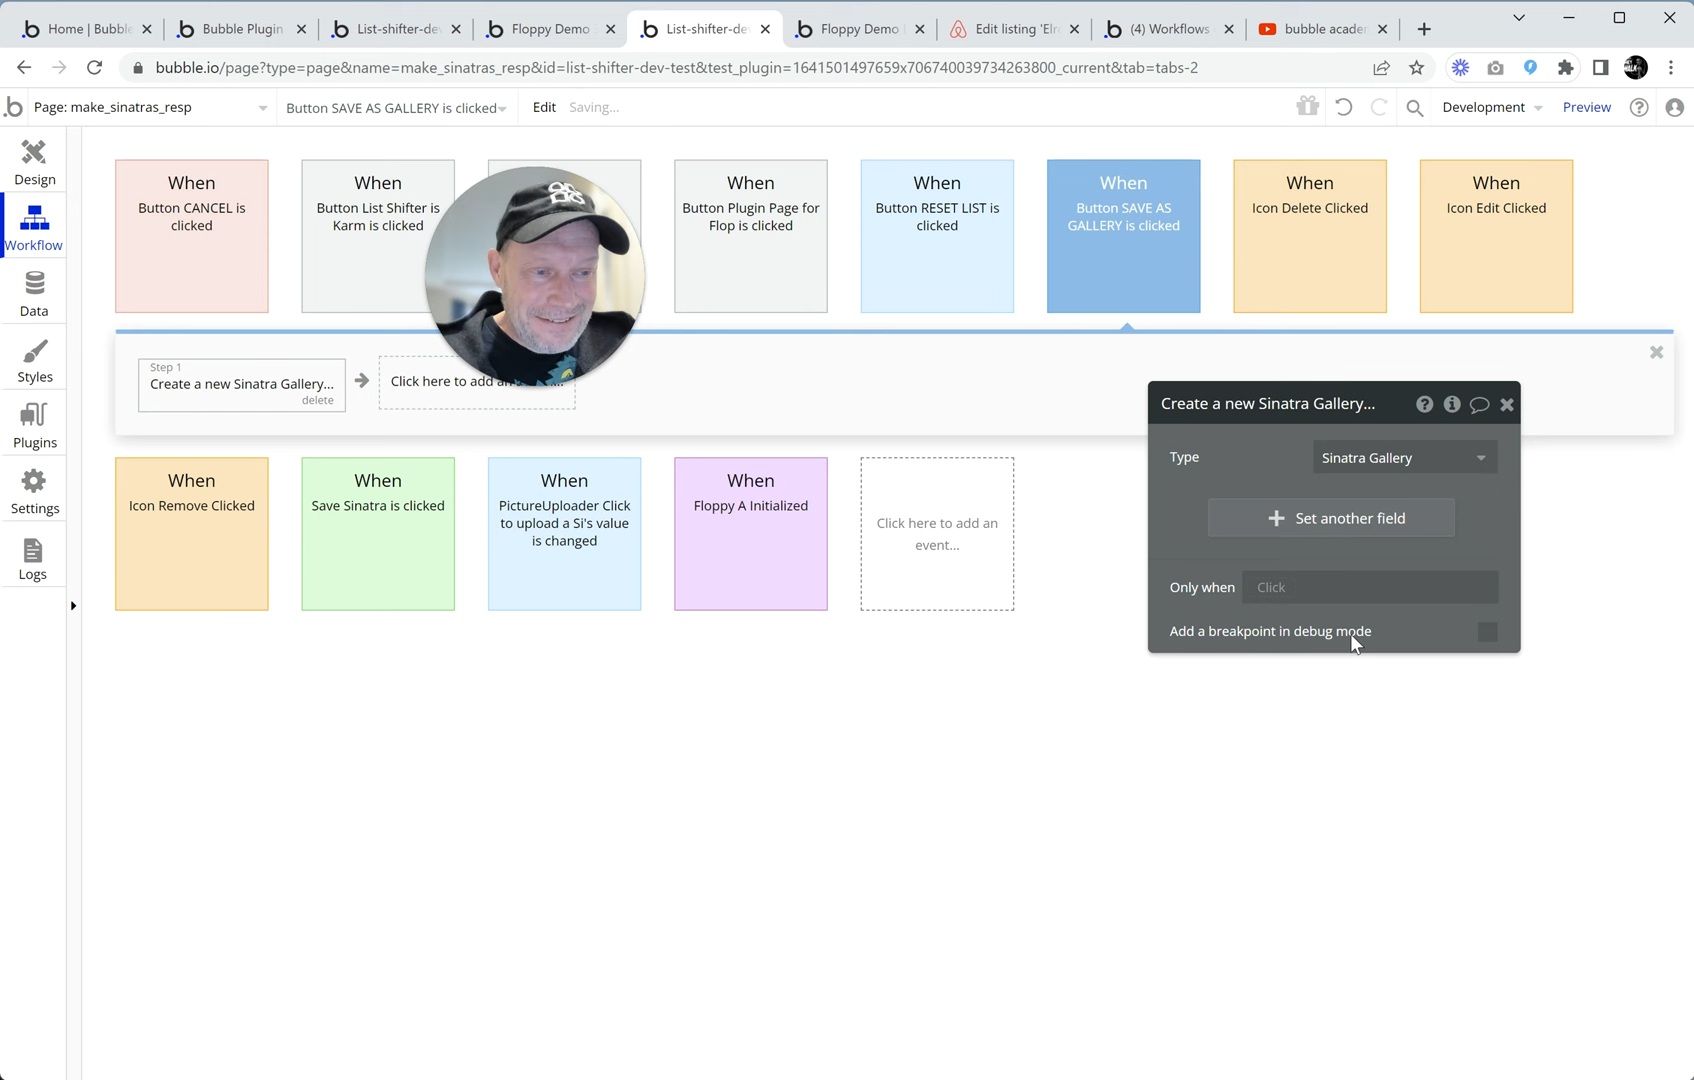 Home | Bubble
Bubble Plugin
List-shifter-dev
Floppy Demo
List-shifter-de
Floppy Demo
Edit listing 'Elr
(4) Workflows
bubble acade
bubble.io/page?type=page&name=make_sinatras_resp&id=list-shifter-dev-test&test_plugin=1641501497659x706740039734263800_current&tab=tabs-2
Page: make_sinatras_resp
Button SAVE AS GALLERY is clicked
Edit
Saving...
Development
Preview
Design
Workflow
Data
Styles
Plugins
Settings
Logs
When
Button CANCEL is
clicked
When
Button List Shifter is
Karm is clicked
When
Button Plugin Page for
Flop is clicked
When
Button RESET LIST is
clicked
When
Button SAVE AS
GALLERY is clicked
When
Icon Delete Clicked
When
Icon Edit Clicked
Step 1
Create a new Sinatra Gallery...
delete
Click here to add an
Create a new Sinatra Gallery...
Type
Sinatra Gallery
Set another field
Only when
Click
Add a breakpoint in debug mode
When
Icon Remove Clicked
When
Save Sinatra is clicked
When
PictureUploader Click
to upload a Si's value
is changed
When
Floppy A Initialized
Click here to add an
event...